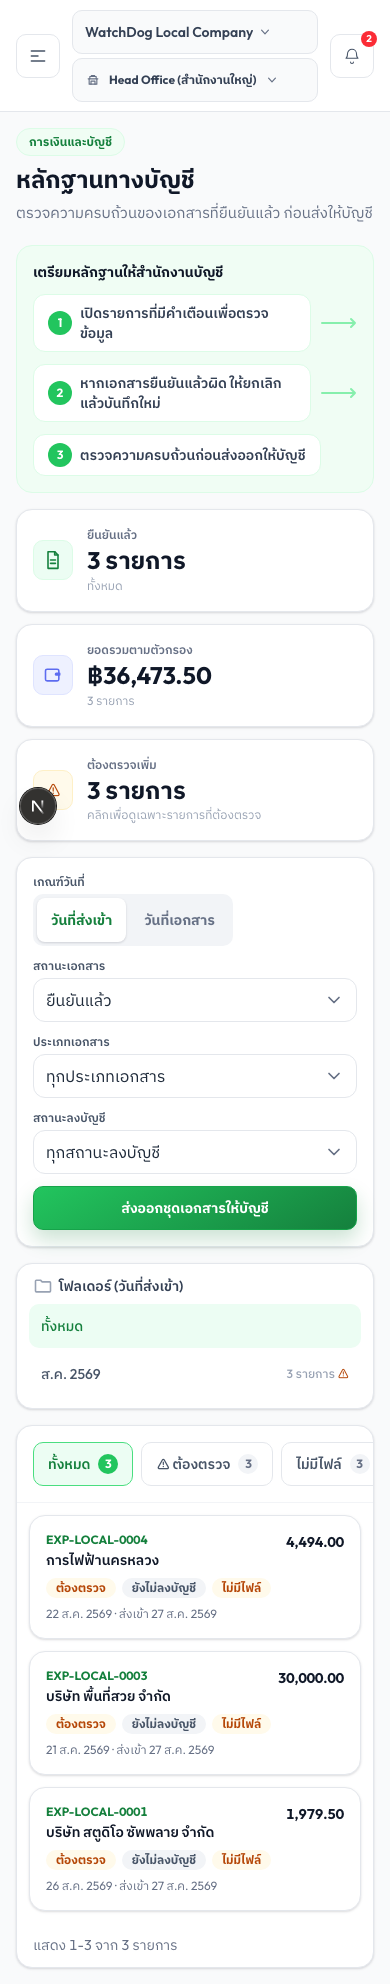 WatchDog Local Company
Head Office (สำนักงานใหญ่)
2
การเงินและบัญชี
หลักฐานทางบัญชี
ตรวจความครบถ้วนของเอกสารที่ยืนยันแล้ว ก่อนส่งให้บัญชี
เตรียมหลักฐานให้สำนักงานบัญชี
1 เปิดรายการที่มีคำเตือนเพื่อตรวจ
ข้อมูล
2 หากเอกสารยืนยันแล้วผิด ให้ยกเลิก
แล้วบันทึกใหม่
3 ตรวจความครบถ้วนก่อนส่งออกให้บัญชี
ยืนยันแล้ว
3 รายการ
ทั้งหมด
ยอดรวมตามตัวกรอง
฿36,473.50
3 รายการ
ต้องตรวจเพิ่ม
3 รายการ
คลิกเพื่อดูเฉพาะรายการที่ต้องตรวจ
N
เกณฑ์วันที่
วันที่ส่งเข้า วันที่เอกสาร
สถานะเอกสาร
ยืนยันแล้ว
ประเภทเอกสาร
ทุกประเภทเอกสาร
สถานะลงบัญชี
ทุกสถานะลงบัญชี
ส่งออกชุดเอกสารให้บัญชี
โฟลเดอร์ (วันที่ส่งเข้า)
ทั้งหมด
ส.ค. 2569 3 รายการ
ทั้งหมด 3 ต้องตรวจ 3 ไม่มีไฟล์ 3
EXP-LOCAL-0004 4,494.00
การไฟฟ้านครหลวง
ต้องตรวจ ยังไม่ลงบัญชี ไม่มีไฟล์
22 ส.ค. 2569 · ส่งเข้า 27 ส.ค. 2569
EXP-LOCAL-0003 30,000.00
บริษัท พื้นที่สวย จำกัด
ต้องตรวจ ยังไม่ลงบัญชี ไม่มีไฟล์
21 ส.ค. 2569 · ส่งเข้า 27 ส.ค. 2569
EXP-LOCAL-0001 1,979.50
บริษัท สตูดิโอ ซัพพลาย จำกัด
ต้องตรวจ ยังไม่ลงบัญชี ไม่มีไฟล์
26 ส.ค. 2569 · ส่งเข้า 27 ส.ค. 2569
แสดง 1-3 จาก 3 รายการ